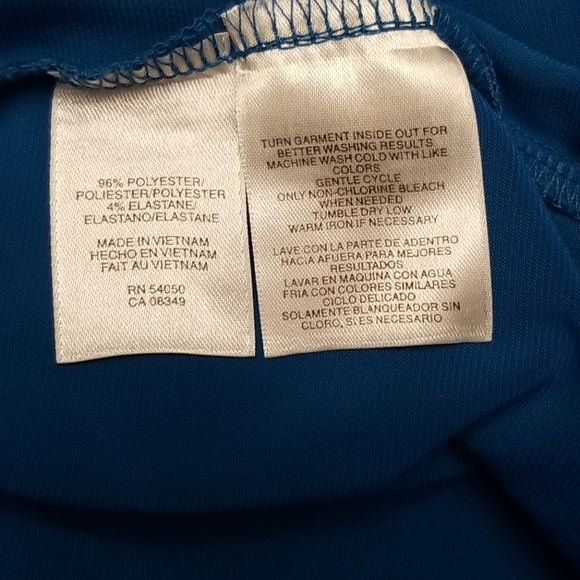 96% POLYESTER/
POLIESTER/POLYESTER
4% ELASTANE/
ELASTANO/ELASTANE
MADE IN VIETNAM
HECHO EN VIETNAM
FAIT AU VIETNAM
RN 54050
CA 08349
TURN GARMENT INSIDE OUT FOR
BETTER WASHING RESULTS
MACHINE WASH COLD WITH LIKE
COLORS
GENTLE CYCLE
ONLY NON-CHLORINE BLEACH
WHEN NEEDED
TUMBLE DRY LOW
WARM IRON IF NECESSARY
LAVE CON LA PARTE DE ADENTRO
HACIA AFUERA PARA MEJORES
RESULTADOS
LAVAR EN MAQUINA CON AGUA
FRIA CON COLORES SIMILARES
CICLO DELICADO
SOLAMENTE BLANQUEADOR SIN
CLORO, SI ES NECESARIO